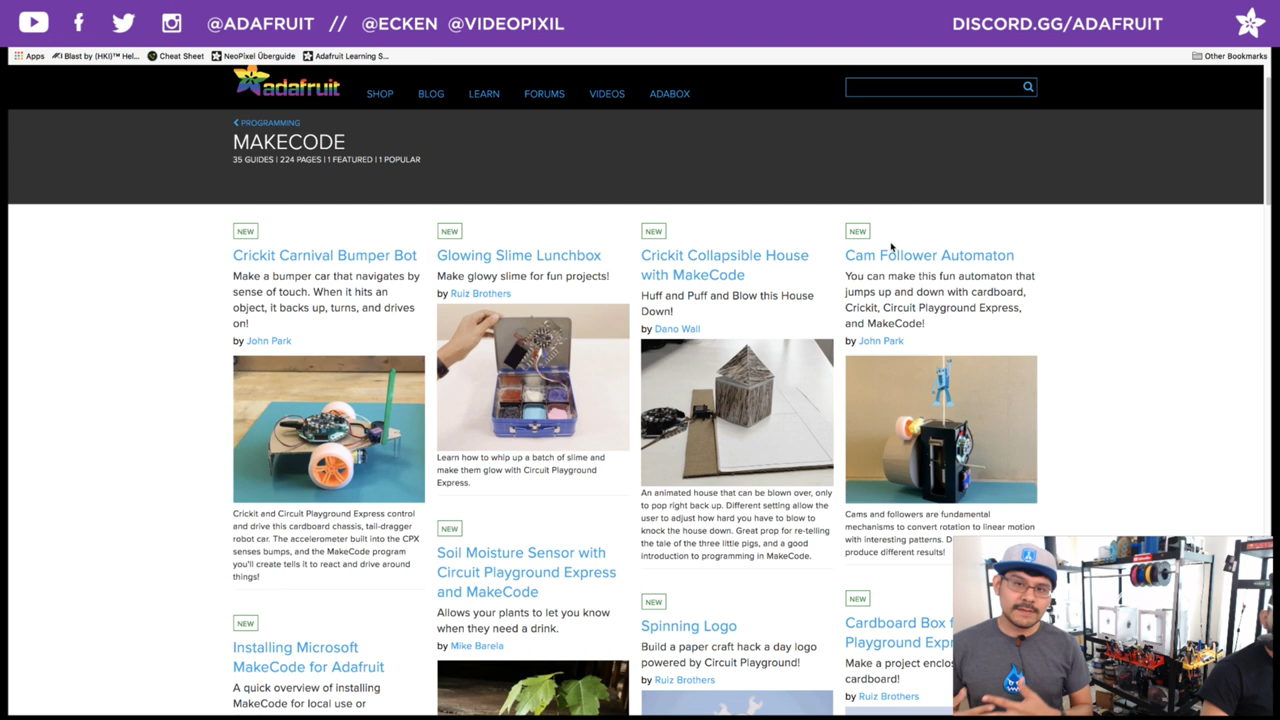 @ADAFRUIT // @ECKEN @VIDEOPIXIL
DISCORD.GG/ADAFRUIT
Apps
Blast by (HKI)™ Hel...
Cheat Sheet
NeoPixel Überguide
Adafruit Learning S...
Other Bookmarks
adafruit
SHOP
BLOG
LEARN
FORUMS
VIDEOS
ADABOX
PROGRAMMING
MAKECODE
35 GUIDES | 224 PAGES | 1 FEATURED | 1 POPULAR
NEW
Crickit Carnival Bumper Bot
Make a bumper car that navigates by
sense of touch. When it hits an
object, it backs up, turns, and drives
on!
by John Park
Crickit and Circuit Playground Express control
and drive this cardboard chassis, tail-dragger
robot car. The accelerometer built into the CPX
senses bumps, and the MakeCode program
you'll create tells it to react and drive around
things!
NEW
Installing Microsoft
MakeCode for Adafruit
A quick overview of installing
MakeCode for local use or
NEW
Glowing Slime Lunchbox
Make glowy slime for fun projects!
by Ruiz Brothers
Learn how to whip up a batch of slime and
make them glow with Circuit Playground
Express.
NEW
Soil Moisture Sensor with
Circuit Playground Express
and MakeCode
Allows your plants to let you know
when they need a drink.
by Mike Barela
NEW
Crickit Collapsible House
with MakeCode
Huff and Puff and Blow this House
Down!
by Dano Wall
An animated house that can be blown over, only
to pop right back up. Different setting allow the
user to adjust how hard you have to blow to
knock the house down. Great prop for re-telling
the tale of the three little pigs, and a good
introduction to programming in MakeCode.
NEW
Spinning Logo
Build a paper craft hack a day logo
powered by Circuit Playground!
by Ruiz Brothers
NEW
Cam Follower Automaton
You can make this fun automaton that
jumps up and down with cardboard,
Crickit, Circuit Playground Express,
and MakeCode!
by John Park
Cams and followers are fundamental
mechanisms to convert rotation to linear motion
with interesting patterns. D
produce different results!
NEW
Cardboard Box f
Playground Expr
Make a project enclos
cardboard!
by Ruiz Brothers